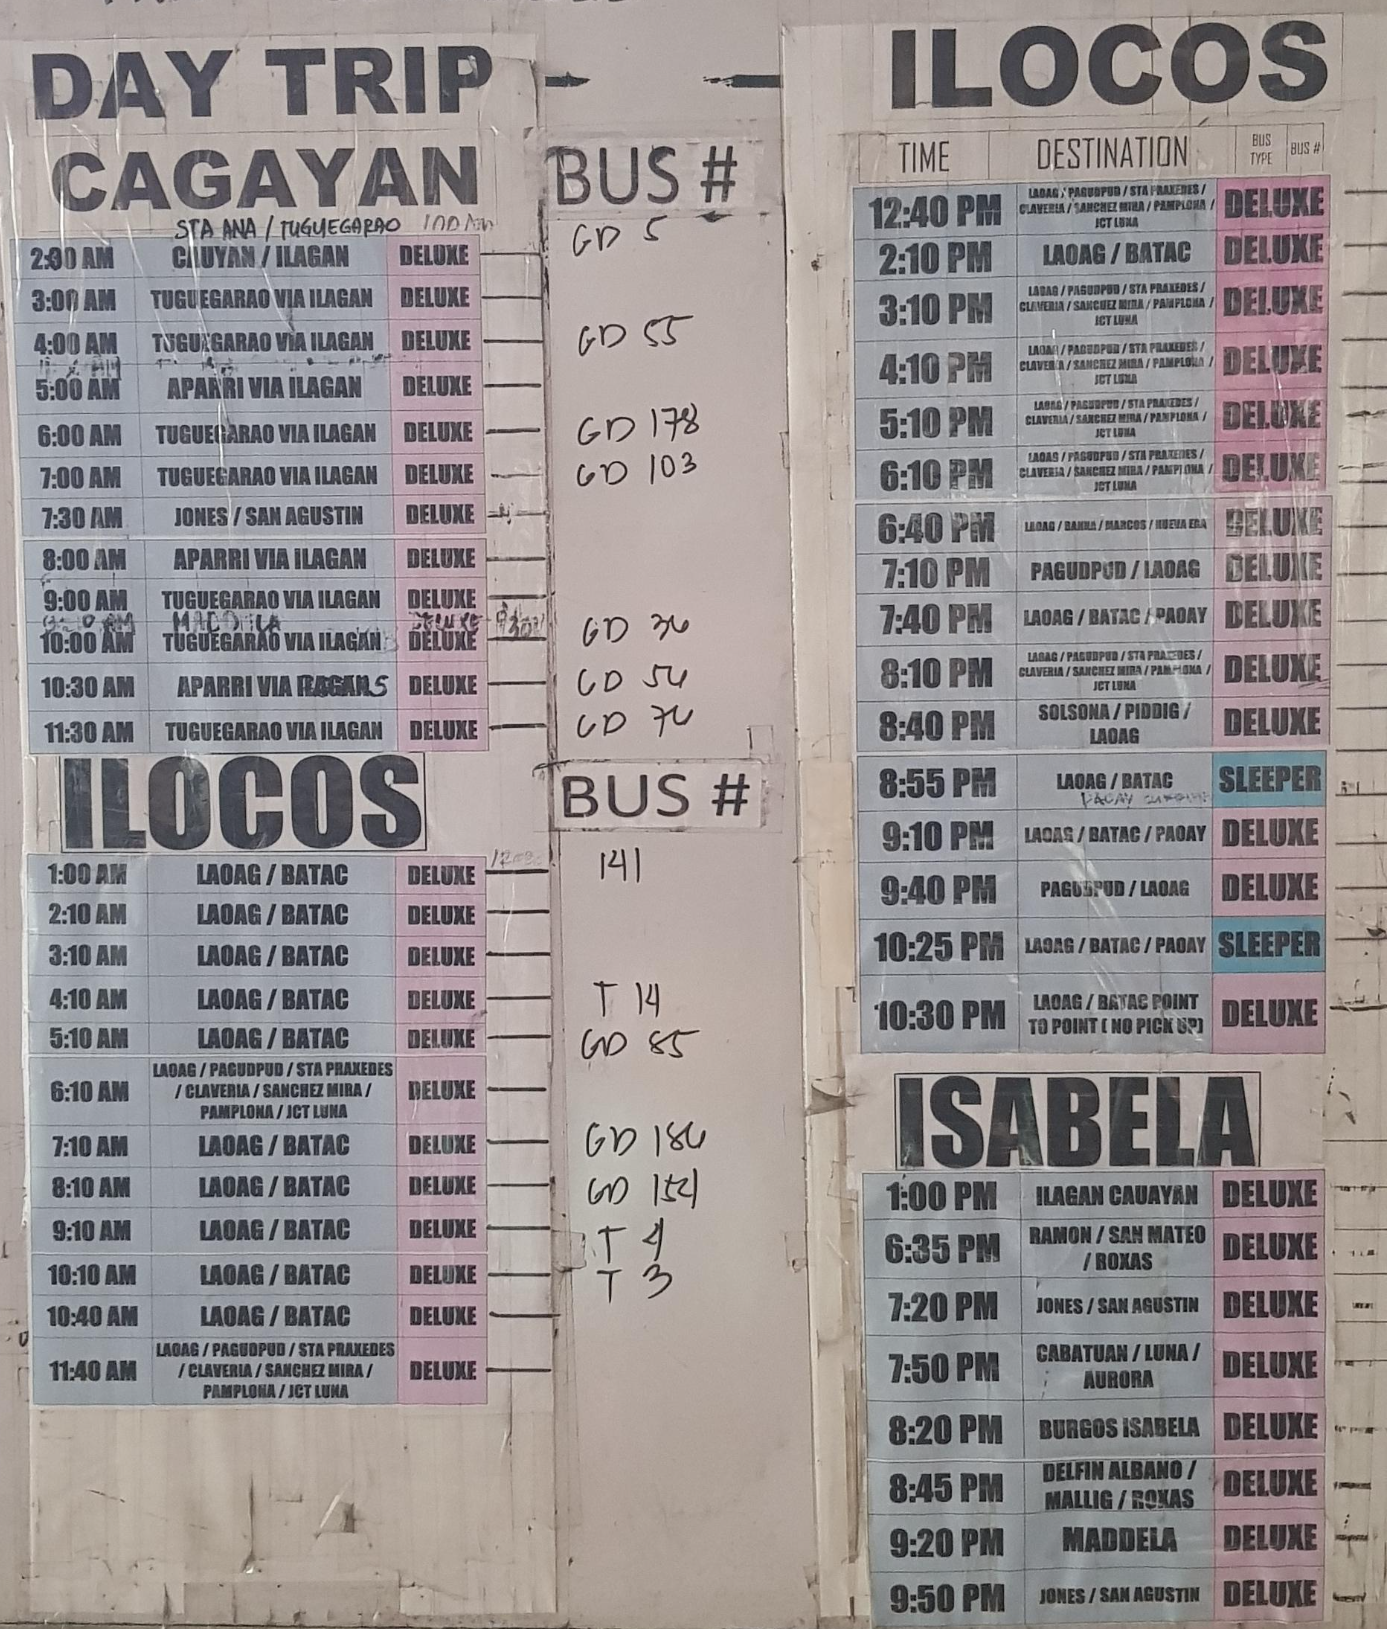 DAY TRIP
CAGAYAN
BUS #
STA ANA / TUGUEGARAO
2:00 AM CAUYAN / ILAGAN DELUXE GD 5
3:00 AM TUGUEGARAO VIA ILAGAN DELUXE
4:00 AM TUGUEGARAO VIA ILAGAN DELUXE GD 55
5:00 AM APARRI VIA ILAGAN DELUXE
6:00 AM TUGUEGARAO VIA ILAGAN DELUXE GD 178
7:00 AM TUGUEGARAO VIA ILAGAN DELUXE GD 103
7:30 AM JONES / SAN AGUSTIN DELUXE
8:00 AM APARRI VIA ILAGAN DELUXE
9:00 AM TUGUEGARAO VIA ILAGAN DELUXE
MADDELA DELUXE
10:00 AM TUGUEGARAO VIA ILAGAN DELUXE GD 36
10:30 AM APARRI VIA DELUXE GD 56
11:30 AM TUGUEGARAO VIA ILAGAN DELUXE GD 76
ILOCOS
BUS #
1:00 AM LAOAG / BATAC DELUXE 141
2:10 AM LAOAG / BATAC DELUXE
3:10 AM LAOAG / BATAC DELUXE
4:10 AM LAOAG / BATAC DELUXE T 14
5:10 AM LAOAG / BATAC DELUXE GD 85
6:10 AM LAOAG / PAGUDPUD / STA PRAXEDES
/ CLAVERIA / SANCHEZ MIRA /
PAMPLONA / JCT LUNA DELUXE
7:10 AM LAOAG / BATAC DELUXE GD 186
8:10 AM LAOAG / BATAC DELUXE GD 154
9:10 AM LAOAG / BATAC DELUXE T 4
10:10 AM LAOAG / BATAC DELUXE T 3
10:40 AM LAOAG / BATAC DELUXE
11:40 AM LAOAG / PAGUDPUD / STA PRAXEDES
/ CLAVERIA / SANCHEZ MIRA /
PAMPLONA / JCT LUNA DELUXE
ILOCOS
TIME DESTINATION BUS TYPE BUS #
12:40 PM LAOAG / PAGUDPUD / STA PRAXEDES /
CLAVERIA / SANCHEZ MIRA / PAMPLONA /
JCT LUNA DELUXE
2:10 PM LAOAG / BATAC DELUXE
3:10 PM LAOAG / PAGUDPUD / STA PRAXEDES /
CLAVERIA / SANCHEZ MIRA / PAMPLONA /
JCT LUNA DELUXE
4:10 PM LAOAG / PAGUDPUD / STA PRAXEDES /
CLAVERIA / SANCHEZ MIRA / PAMPLONA /
JCT LUNA DELUXE
5:10 PM LAOAG / PAGUDPUD / STA PRAXEDES /
CLAVERIA / SANCHEZ MIRA / PAMPLONA /
JCT LUNA DELUXE
6:10 PM LAOAG / PAGUDPUD / STA PRAXEDES /
CLAVERIA / SANCHEZ MIRA / PAMPLONA /
JCT LUNA DELUXE
6:40 PM LAOAG / BANNA / MARCOS / NUEVA ERA DELUXE
7:10 PM PAGUDPUD / LAOAG DELUXE
7:40 PM LAOAG / BATAC / PAOAY DELUXE
8:10 PM LAOAG / PAGUDPUD / STA PRAXEDES /
CLAVERIA / SANCHEZ MIRA / PAMPLONA /
JCT LUNA DELUXE
8:40 PM SOLSONA / PIDDIG /
LAOAG DELUXE
8:55 PM LAOAG / BATAC SLEEPER
PAOAY
9:10 PM LAOAG / BATAC / PAOAY DELUXE
9:40 PM PAGUDPUD / LAOAG DELUXE
10:25 PM LAOAG / BATAC / PAOAY SLEEPER
10:30 PM LAOAG / BATAC POINT
TO POINT ( NO PICK UP) DELUXE
ISABELA
1:00 PM ILAGAN CAUAYAN DELUXE
6:35 PM RAMON / SAN MATEO
/ ROXAS DELUXE
7:20 PM JONES / SAN AGUSTIN DELUXE
7:50 PM CABATUAN / LUNA /
AURORA DELUXE
8:20 PM BURGOS ISABELA DELUXE
8:45 PM DELFIN ALBANO /
MALLIG / ROXAS DELUXE
9:20 PM MADDELA DELUXE
9:50 PM JONES / SAN AGUSTIN DELUXE